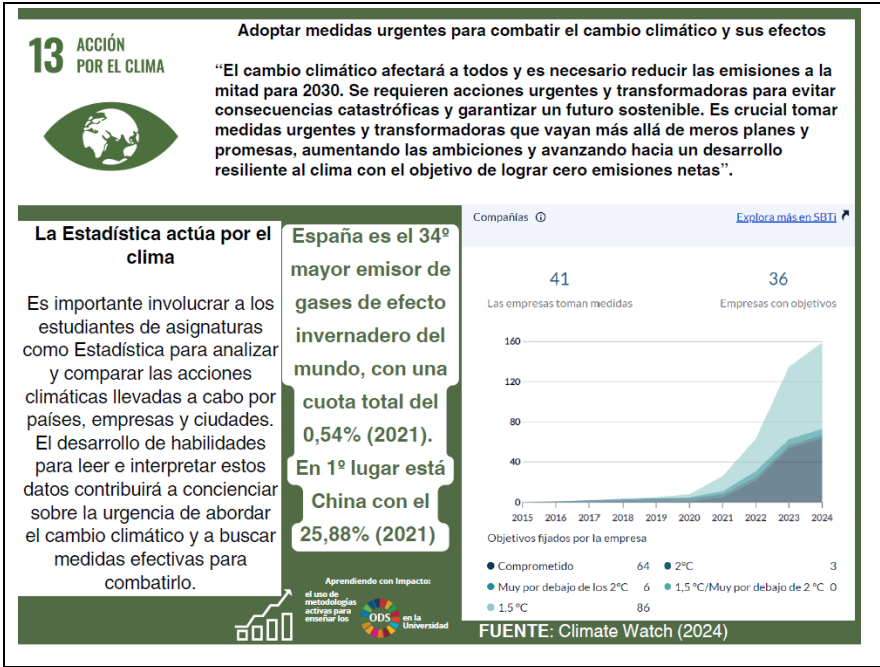 13 ACCIÓN
POR EL CLIMA
Adoptar medidas urgentes para combatir el cambio climático y sus efectos
“El cambio climático afectará a todos y es necesario reducir las emisiones a la
mitad para 2030. Se requieren acciones urgentes y transformadoras para evitar
consecuencias catastróficas y garantizar un futuro sostenible. Es crucial tomar
medidas urgentes y transformadoras que vayan más allá de meros planes y
promesas, aumentando las ambiciones y avanzando hacia un desarrollo
resiliente al clima con el objetivo de lograr cero emisiones netas”.
La Estadística actúa por el
clima
Es importante involucrar a los
estudiantes de asignaturas
como Estadística para analizar
y comparar las acciones
climáticas llevadas a cabo por
países, empresas y ciudades.
El desarrollo de habilidades
para leer e interpretar estos
datos contribuirá a concienciar
sobre la urgencia de abordar
el cambio climático y a buscar
medidas efectivas para
combatirlo.
España es el 34º
mayor emisor de
gases de efecto
invernadero del
mundo, con una
cuota total del
0,54% (2021).
En 1º lugar está
China con el
25,88% (2021)
Aprendiendo con Impacto:
el uso de
metodologías
activas para
enseñar los
ODS
en la
Universidad
Compañías
Explora más en SBTi
41 36
Las empresas toman medidas Empresas con objetivos
160
120
80
40
0
2015 2016 2017 2018 2019 2020 2021 2022 2023 2024
Objetivos fijados por la empresa
Comprometido 64 2°C 3
Muy por debajo de los 2°C 6 1,5 °C/Muy por debajo de 2 °C 0
1,5 °C 86
FUENTE: Climate Watch (2024)